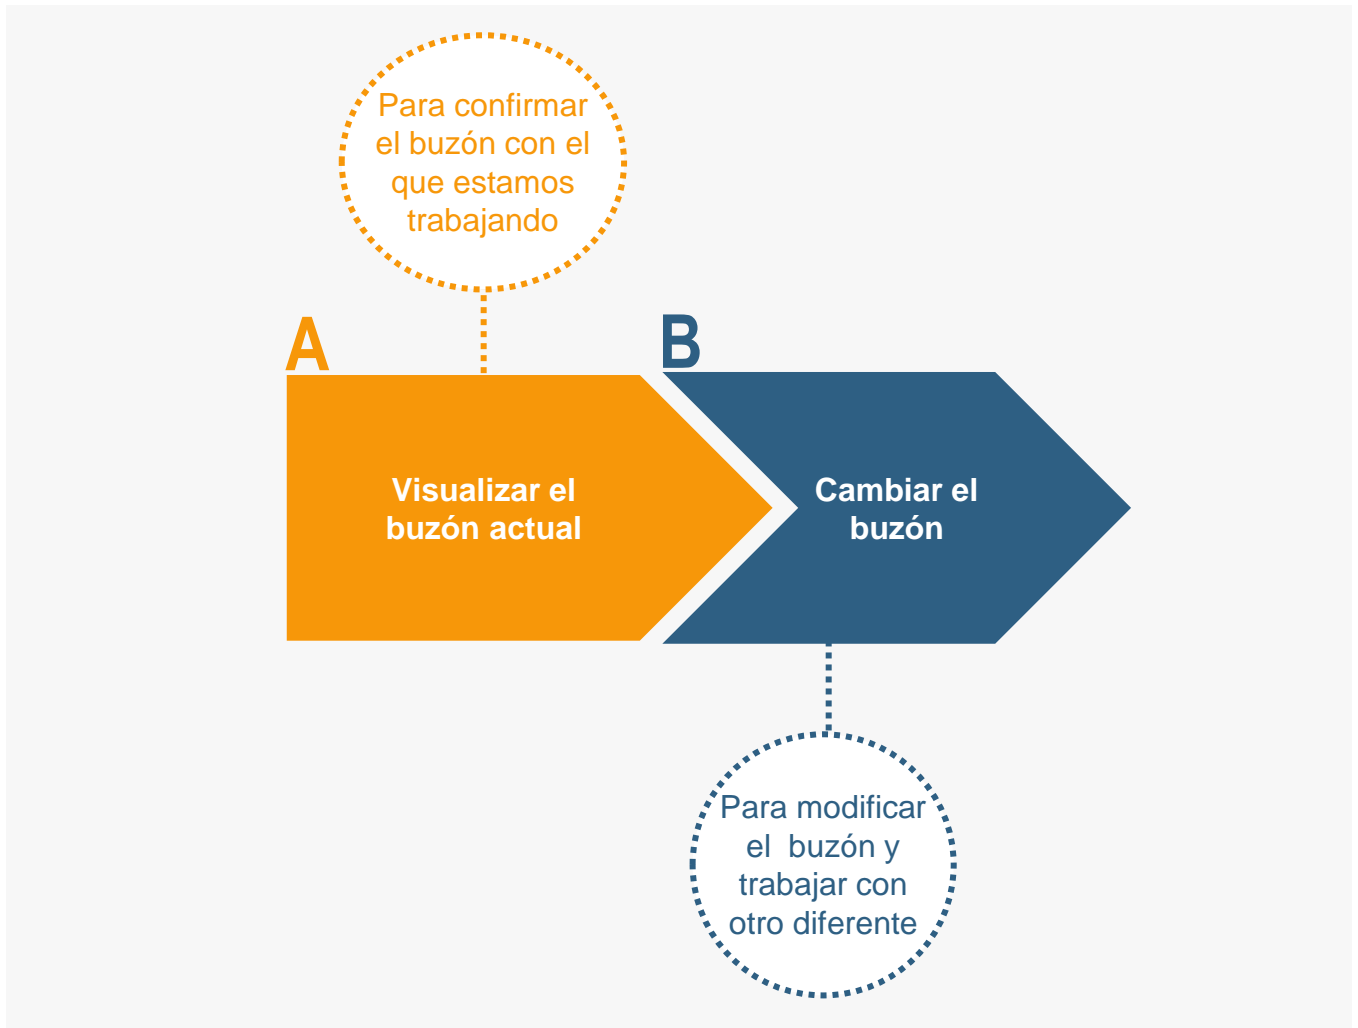 Para confirmar
el buzón con el
que estamos
trabajando
A
Visualizar el
buzón actual
B
Cambiar el
buzón
Para modificar
el buzón y
trabajar con
otro diferente